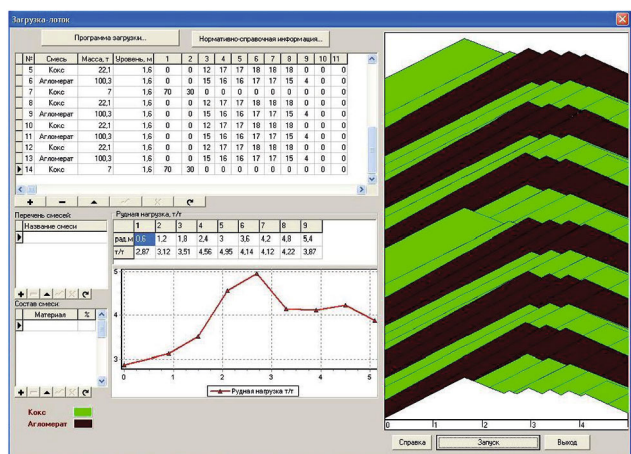 Загрузка-лоток
Программа загрузки...
Нормативно-справочная информация...
№ Смесь Масса, т Уровень, м 1 2 3 4 5 6 7 8 9 10 11
5 Кокс 22,1 1,6 0 0 12 17 17 18 18 18 0 0 0
6 Агломерат 100,3 1,6 0 0 15 16 16 17 17 15 4 0 0
7 Кокс 7 1,6 70 30 0 0 0 0 0 0 0 0 0
8 Кокс 22,1 1,6 0 0 12 17 17 18 18 18 0 0 0
9 Агломерат 100,3 1,6 0 0 15 16 16 17 17 15 4 0 0
10 Кокс 22,1 1,6 0 0 12 17 17 18 18 18 0 0 0
11 Агломерат 100,3 1,6 0 0 15 16 16 17 17 15 4 0 0
12 Кокс 22,1 1,6 0 0 12 17 17 18 18 18 0 0 0
13 Агломерат 100,3 1,6 0 0 15 16 16 17 17 15 4 0 0
14 Кокс 7 1,6 70 30 0 0 0 0 0 0 0 0 0
Перечень смесей:
Название смеси
Рудная нагрузка, т/т
1 2 3 4 5 6 7 8 9
рад,м 0,6 1,2 1,8 2,4 3 3,6 4,2 4,8 5,4
т/т 2,87 3,12 3,51 4,56 4,95 4,14 4,12 4,22 3,87
5
4
3
0 1 2 3 4 5
Рудная нагрузка т/т
Состав смеси:
Материал %
Кокс
Агломерат
0 1 2 3 4 5
Справка
Запуск
Выход